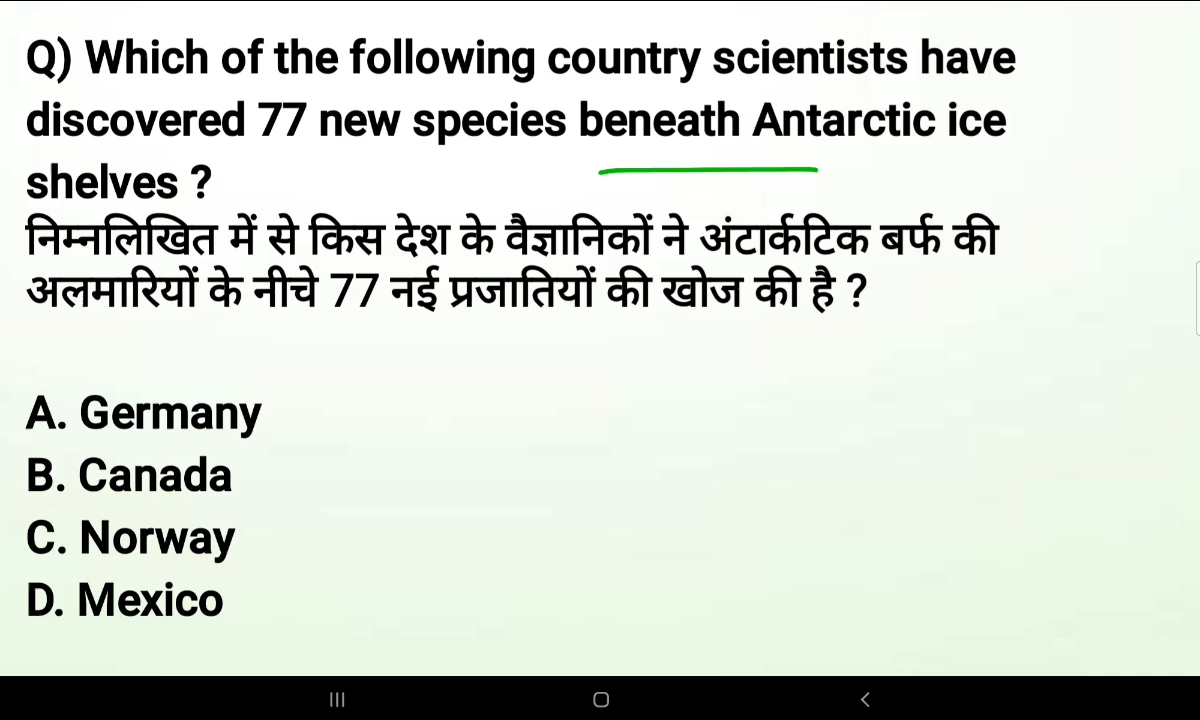 Q) Which of the following country scientists have
discovered 77 new species beneath Antarctic ice
shelves ?
निम्नलिखित में से किस देश के वैज्ञानिकों ने अंटार्कटिक बर्फ की
अलमारियों के नीचे 77 नई प्रजातियों की खोज की है ?
A. Germany
B. Canada
C. Norway
D. Mexico